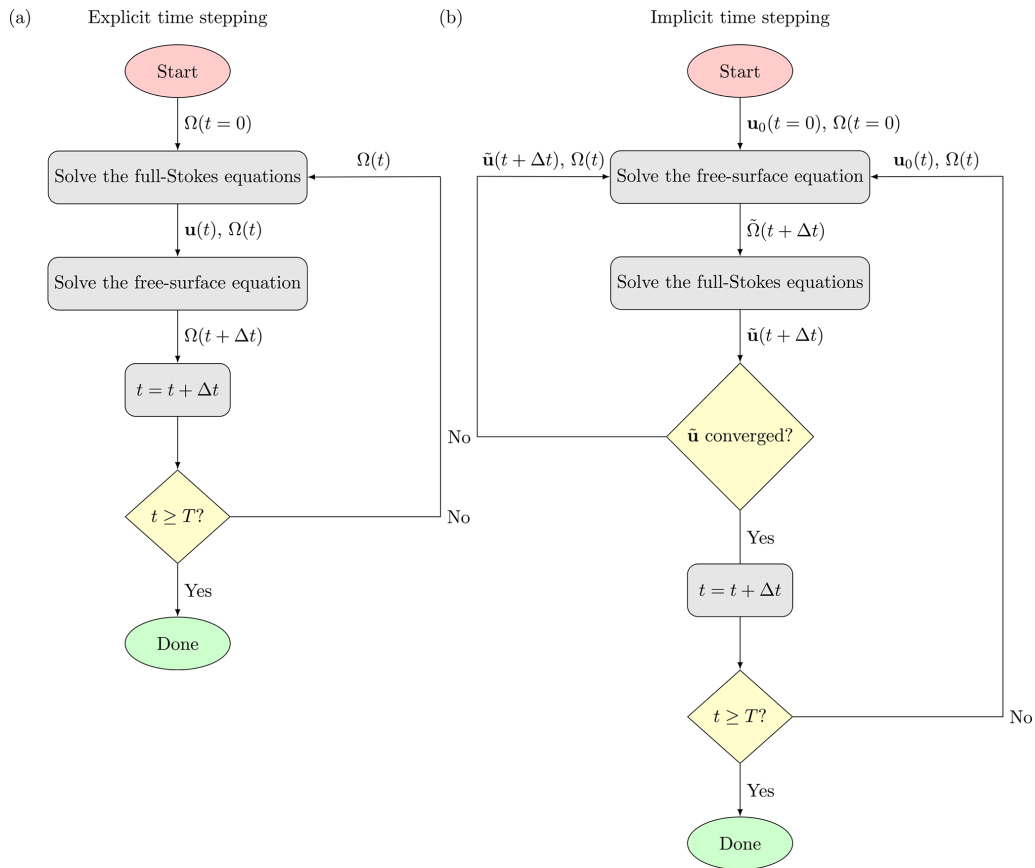 (a)
Explicit time stepping
Start
Ω(t = 0)
Ω(t)
Solve the full-Stokes equations
u(t), Ω(t)
Solve the free-surface equation
Ω(t + Δt)
t = t + Δt
t ≥ T?
No
Yes
Done
(b)
Implicit time stepping
Start
u₀(t = 0), Ω(t = 0)
ũ(t + Δt), Ω(t)
u₀(t), Ω(t)
Solve the free-surface equation
Ω̃(t + Δt)
Solve the full-Stokes equations
ũ(t + Δt)
ũ converged?
No
Yes
t = t + Δt
t ≥ T?
No
Yes
Done